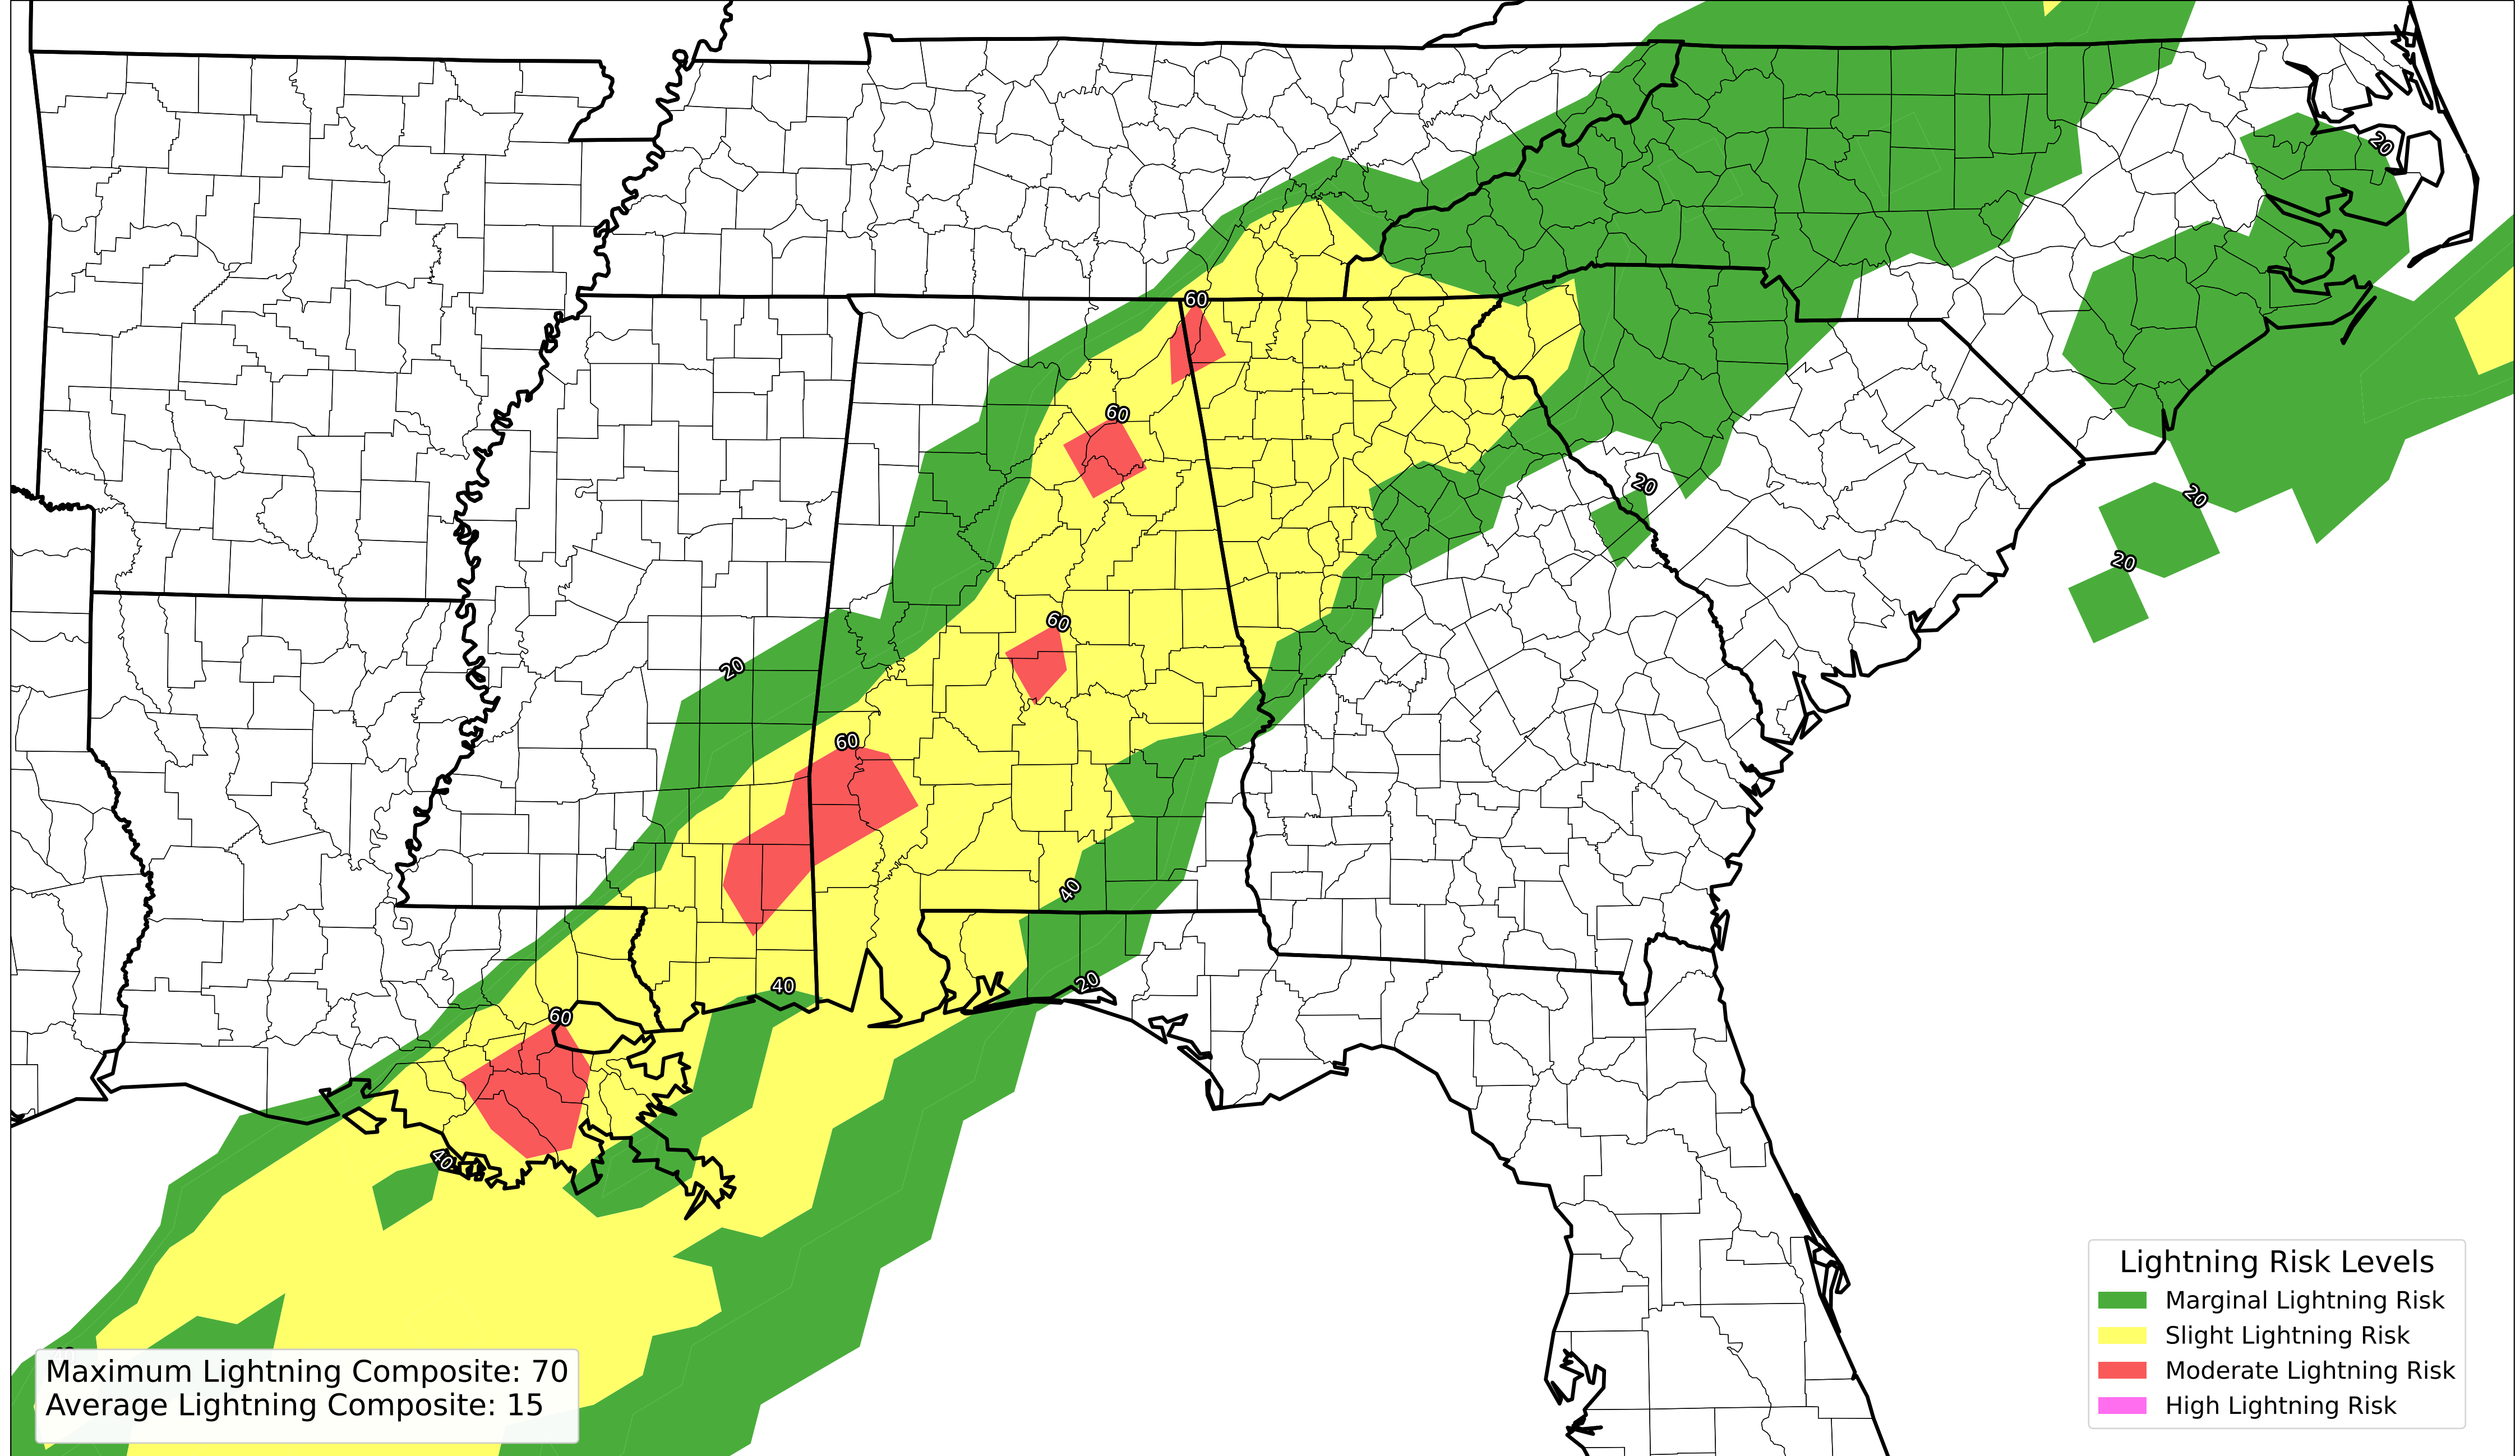 20
60
60
20
20
20
60
20
60
40
40
20
60
40
Maximum Lightning Composite: 70
Average Lightning Composite: 15
Lightning Risk Levels
Marginal Lightning Risk
Slight Lightning Risk
Moderate Lightning Risk
High Lightning Risk